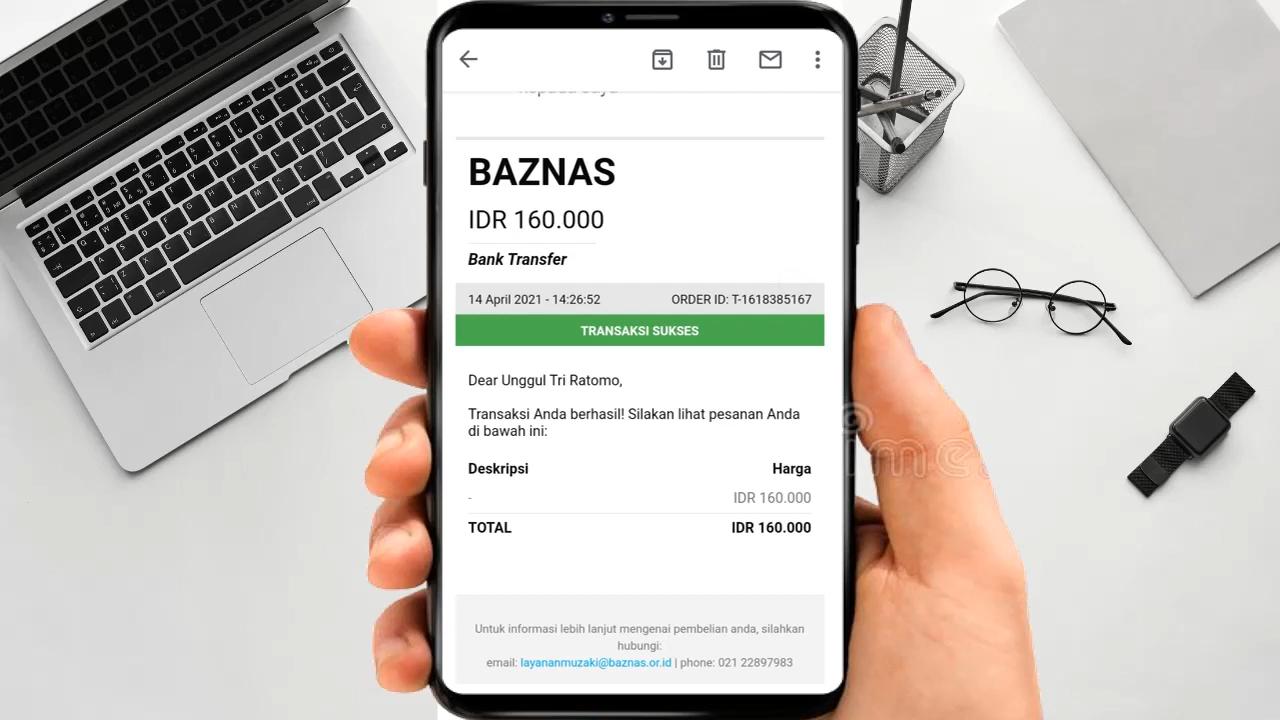 kepada saya
BAZNAS
IDR 160.000
Bank Transfer
14 April 2021 - 14:26:52 ORDER ID: T-1618385167
TRANSAKSI SUKSES
Dear Unggul Tri Ratomo,
Transaksi Anda berhasil! Silakan lihat pesanan Anda
di bawah ini:
Deskripsi Harga
- IDR 160.000
TOTAL IDR 160.000
Untuk informasi lebih lanjut mengenai pembelian anda, silahkan
hubungi:
email: layananmuzaki@baznas.or.id | phone: 021 22897983